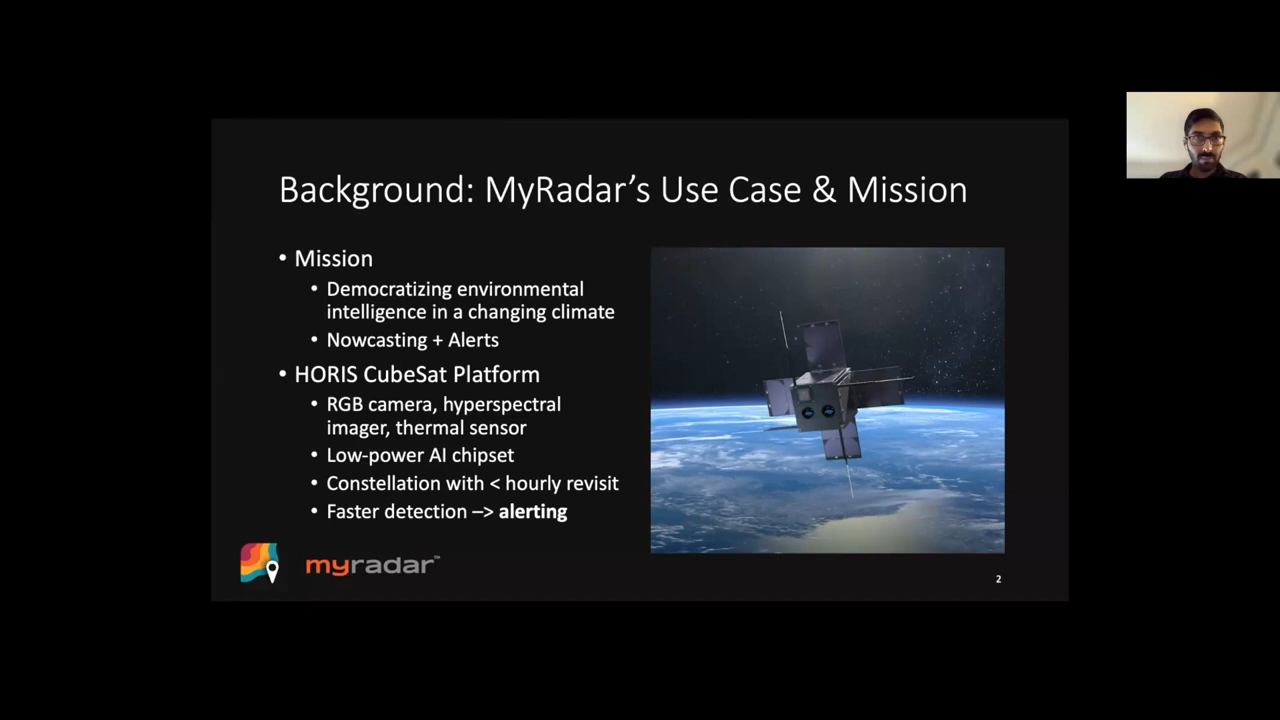 Background: MyRadar’s Use Case & Mission
• Mission
• Democratizing environmental
intelligence in a changing climate
• Nowcasting + Alerts
• HORIS CubeSat Platform
• RGB camera, hyperspectral
imager, thermal sensor
• Low-power AI chipset
• Constellation with < hourly revisit
• Faster detection –> alerting
myradar™
2